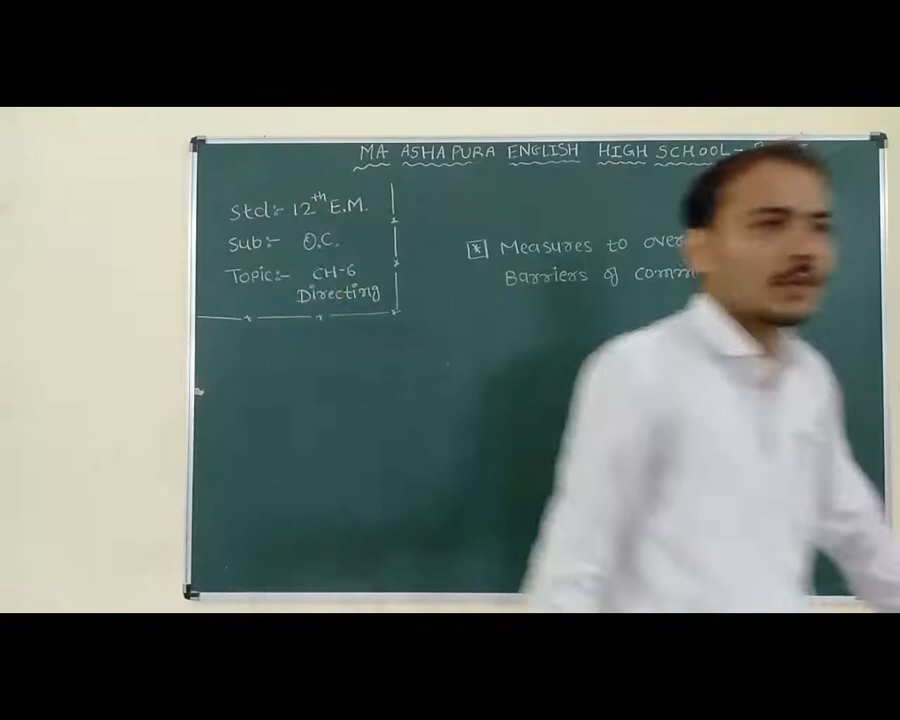 MA ASHAPURA ENGLISH HIGH SCHOOL -
Std:- 12th E.M.
Sub:- O.C.
Topic:- CH-6
Directing
[*] Measures to
Barriers of